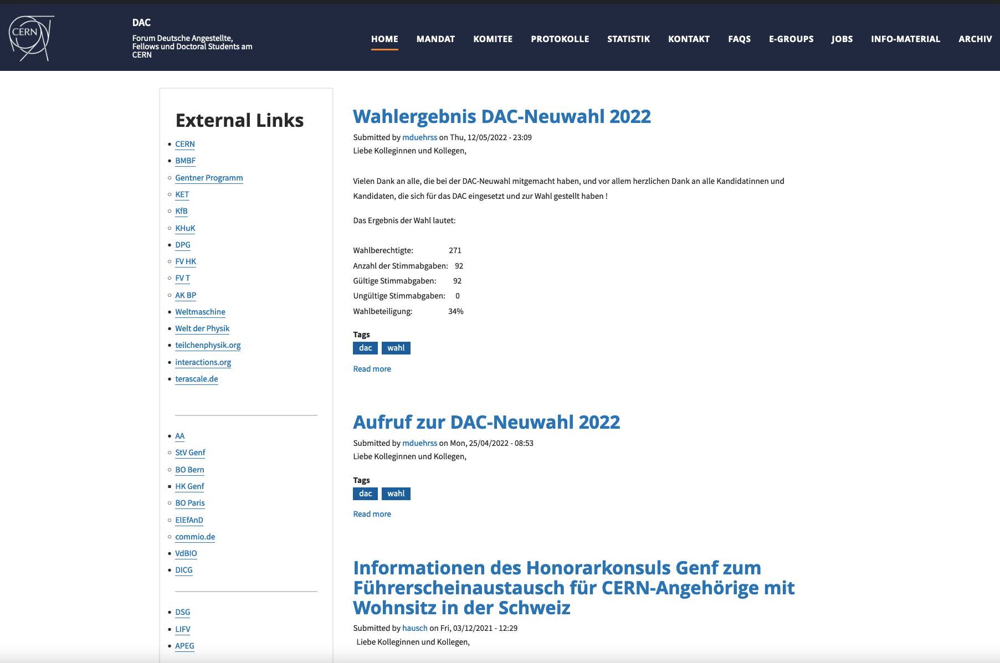 CERN
DAC
Forum Deutsche Angestellte,
Fellows und Doctoral Students am
CERN
HOME
MANDAT
KOMITEE
PROTOKOLLE
STATISTIK
KONTAKT
FAQS
E-GROUPS
JOBS
INFO-MATERIAL
ARCHIV
External Links
CERN
BMBF
Gentner Programm
KET
KfB
KHuK
DPG
FV HK
FV T
AK BP
Weltmaschine
Welt der Physik
teilchenphysik.org
interactions.org
terascale.de
AA
StV Genf
BO Bern
HK Genf
BO Paris
ElEfAnD
commio.de
VdBIO
DICG
DSG
LIFV
APEG
Wahlergebnis DAC-Neuwahl 2022
Submitted by mduehrss on Thu, 12/05/2022 - 23:09
Liebe Kolleginnen und Kollegen,
Vielen Dank an alle, die bei der DAC-Neuwahl mitgemacht haben, und vor allem herzlichen Dank an alle Kandidatinnen und
Kandidaten, die sich für das DAC eingesetzt und zur Wahl gestellt haben !
Das Ergebnis der Wahl lautet:
Wahlberechtigte: 271
Anzahl der Stimmabgaben: 92
Gültige Stimmabgaben: 92
Ungültige Stimmabgaben: 0
Wahlbeteiligung: 34%
Tags
dac wahl
Read more
Aufruf zur DAC-Neuwahl 2022
Submitted by mduehrss on Mon, 25/04/2022 - 08:53
Liebe Kolleginnen und Kollegen,
Tags
dac wahl
Read more
Informationen des Honorarkonsuls Genf zum
Führerscheinaustausch für CERN-Angehörige mit
Wohnsitz in der Schweiz
Submitted by hausch on Fri, 03/12/2021 - 12:29
Liebe Kolleginnen und Kollegen,